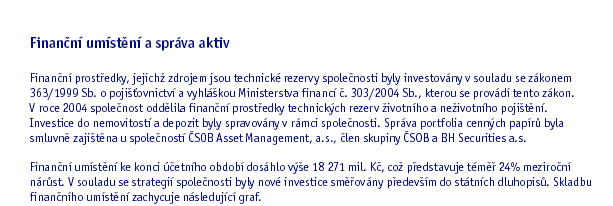 Finanční umístění a správa aktiv
Finanční prostředky, jejichž zdrojem jsou technické rezervy společnosti byly investovány v souladu se zákonem
363/1999 Sb. o pojišťovnictví a vyhláškou Ministerstva financí č. 303/2004 Sb., kterou se provádí tento zákon.
V roce 2004 společnost oddělila finanční prostředky technických rezerv životního a neživotního pojištění.
Investice do nemovitostí a depozit byly spravovány v rámci společnosti. Správa portfolia cenných papírů byla
smluvně zajištěna u společností ČSOB Asset Management, a.s., člen skupiny ČSOB a BH Securities a.s.
Finanční umístění ke konci účetního období dosáhlo výše 18 271 mil. Kč, což představuje téměř 24% meziroční
nárůst. V souladu se strategií společnosti byly nové investice směřovány především do státních dluhopisů. Skladbu
finančního umístění zachycuje následující graf.